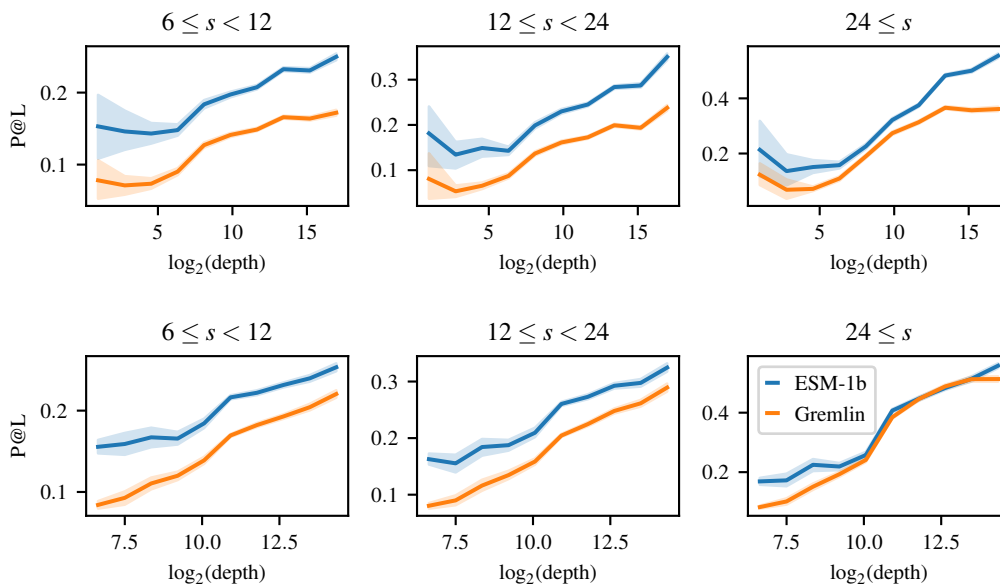 6 ≤ s < 12
12 ≤ s < 24
24 ≤ s
P@L
0.2
0.1
0.3
0.2
0.1
0.4
0.2
5 10 15
5 10 15
5 10 15
log₂(depth)
log₂(depth)
log₂(depth)
6 ≤ s < 12
12 ≤ s < 24
24 ≤ s
P@L
0.2
0.1
0.3
0.2
0.1
0.4
0.2
ESM-1b
Gremlin
7.5 10.0 12.5
7.5 10.0 12.5
7.5 10.0 12.5
log₂(depth)
log₂(depth)
log₂(depth)